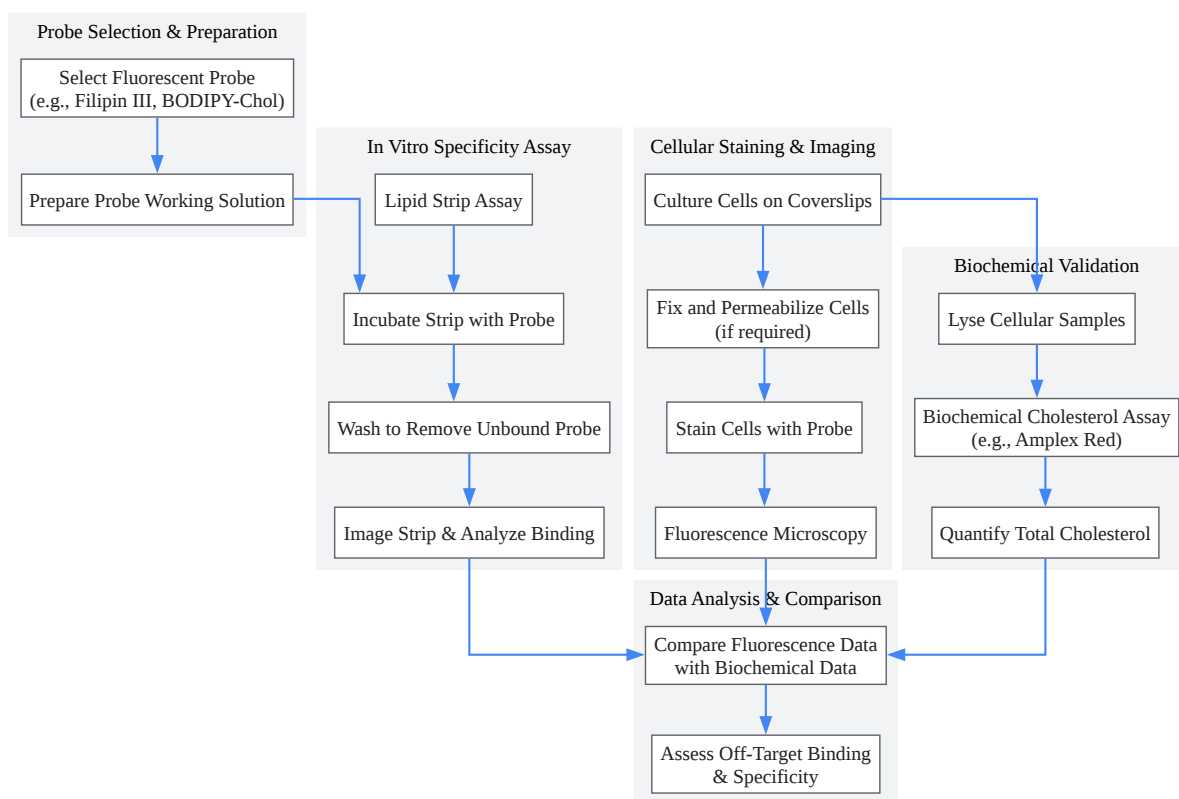 Probe Selection & Preparation
Select Fluorescent Probe
(e.g., Filipin III, BODIPY-Chol)
Prepare Probe Working Solution
In Vitro Specificity Assay
Lipid Strip Assay
Incubate Strip with Probe
Wash to Remove Unbound Probe
Image Strip & Analyze Binding
Cellular Staining & Imaging
Culture Cells on Coverslips
Fix and Permeabilize Cells
(if required)
Stain Cells with Probe
Fluorescence Microscopy
Biochemical Validation
Lyse Cellular Samples
Biochemical Cholesterol Assay
(e.g., Amplex Red)
Quantify Total Cholesterol
Data Analysis & Comparison
Compare Fluorescence Data
with Biochemical Data
Assess Off-Target Binding
& Specificity